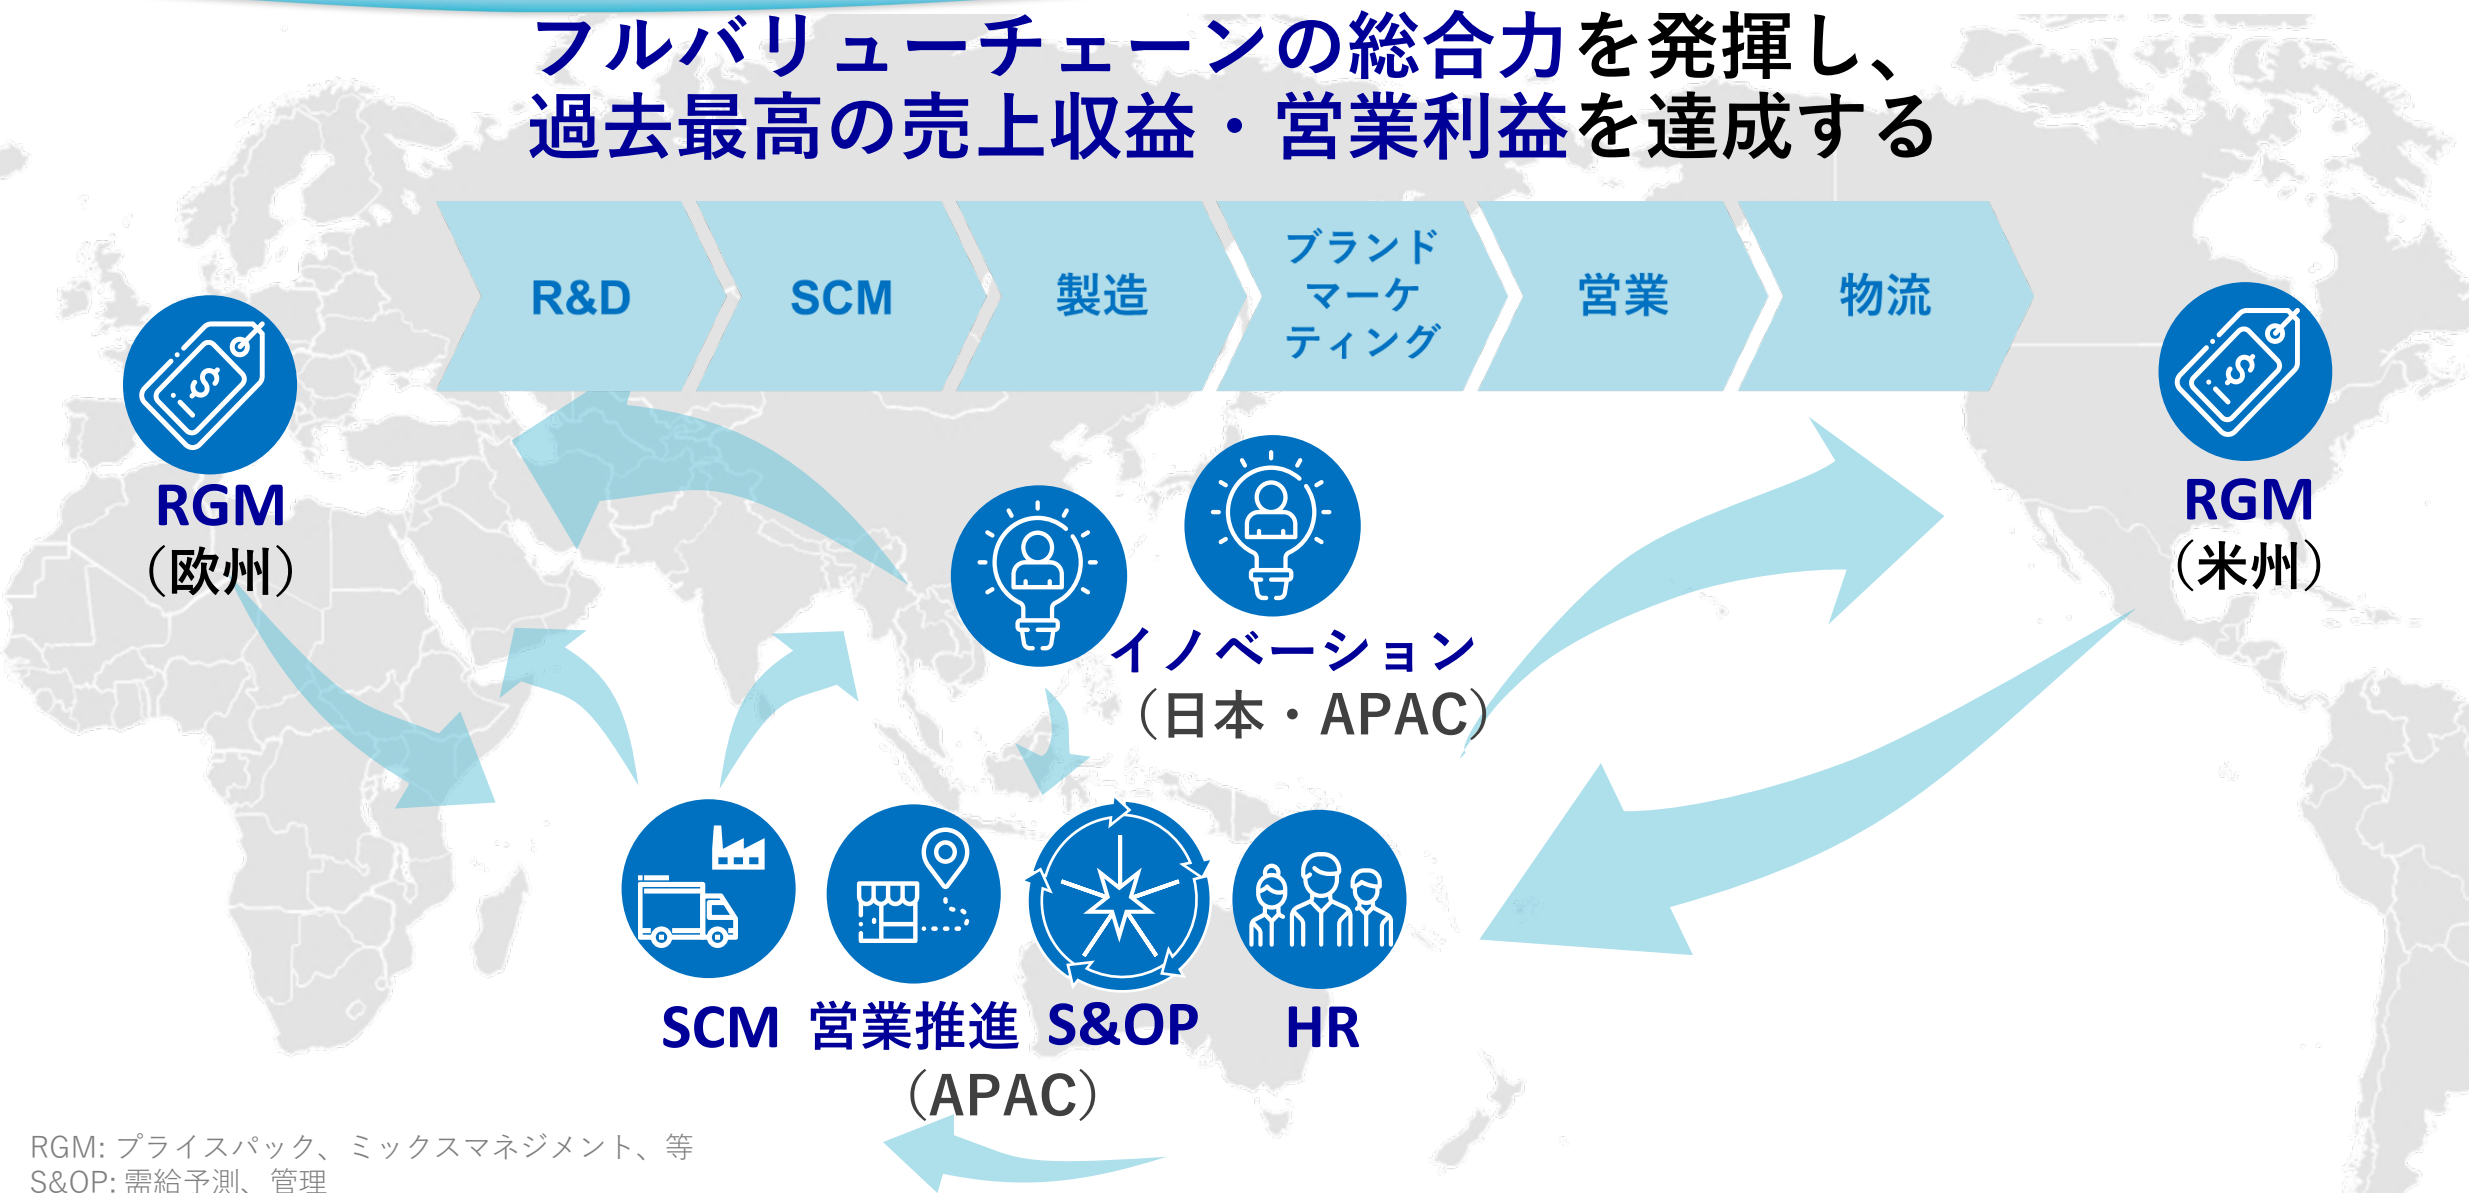 フルバリューチェーンの総合力を発揮し、
過去最高の売上収益・営業利益を達成する
R&D
SCM
製造
ブランド
マーケ
ティング
営業
物流
RGM
（欧州）
RGM
（米州）
イノベーション
（日本・APAC）
SCM
営業推進
S&OP
HR
（APAC）
RGM: プライスパック、ミックスマネジメント、等
S&OP: 需給予測、管理